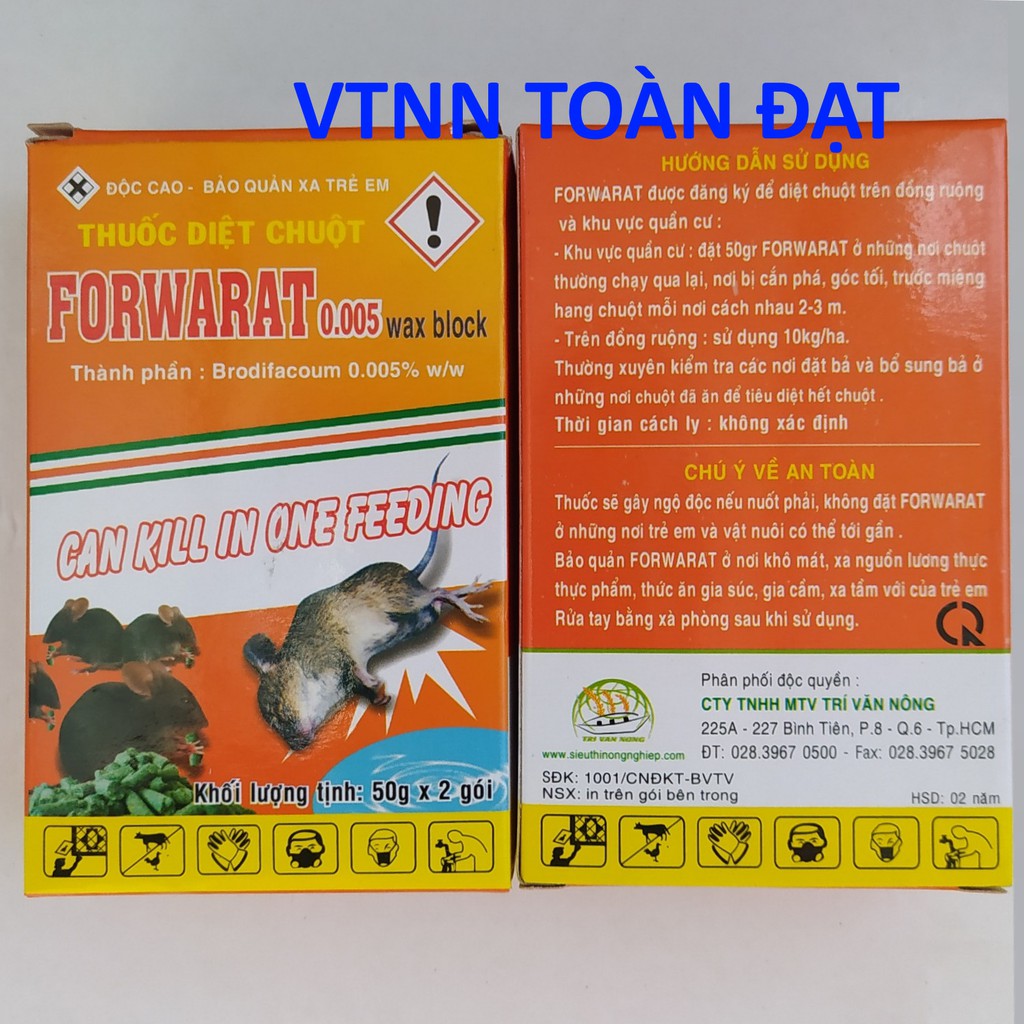 VTNN TOÀN ĐẠT
ĐỘC CAO - BẢO QUẢN XA TRẺ EM
THUỐC DIỆT CHUỘT
FORWARAT 0.005 wax block
Thành phần : Brodifacoum 0.005% w/w
CAN KILL IN ONE FEEDING
Khối lượng tịnh: 50g x 2 gói
HƯỚNG DẪN SỬ DỤNG
FORWARAT được đăng ký để diệt chuột trên đồng ruộng
và khu vực quần cư :
- Khu vực quần cư : đặt 50gr FORWARAT ở những nơi chuột
thường chạy qua lại, nơi bị cắn phá, góc tối, trước miệng
hang chuột mỗi nơi cách nhau 2-3 m.
- Trên đồng ruộng : sử dụng 10kg/ha.
Thường xuyên kiểm tra các nơi đặt bả và bổ sung bả ở
những nơi chuột đã ăn để tiêu diệt hết chuột .
Thời gian cách ly : không xác định
CHÚ Ý VỀ AN TOÀN
Thuốc sẽ gây ngộ độc nếu nuốt phải, không đặt FORWARAT
ở những nơi trẻ em và vật nuôi có thể tới gần .
Bảo quản FORWARAT ở nơi khô mát, xa nguồn lương thực
thực phẩm, thức ăn gia súc, gia cầm, xa tầm với của trẻ em
Rửa tay bằng xà phòng sau khi sử dụng.
TRI VAN NONG
www.sieuthinongnghiep.com
Phân phối độc quyền :
CTY TNHH MTV TRÍ VĂN NÔNG
225A - 227 Bình Tiên, P.8 - Q.6 - Tp.HCM
ĐT: 028.3967 0500 - Fax: 028.3967 5028
SĐK: 1001/CNĐKT-BVTV
NSX: in trên gói bên trong
HSD: 02 năm